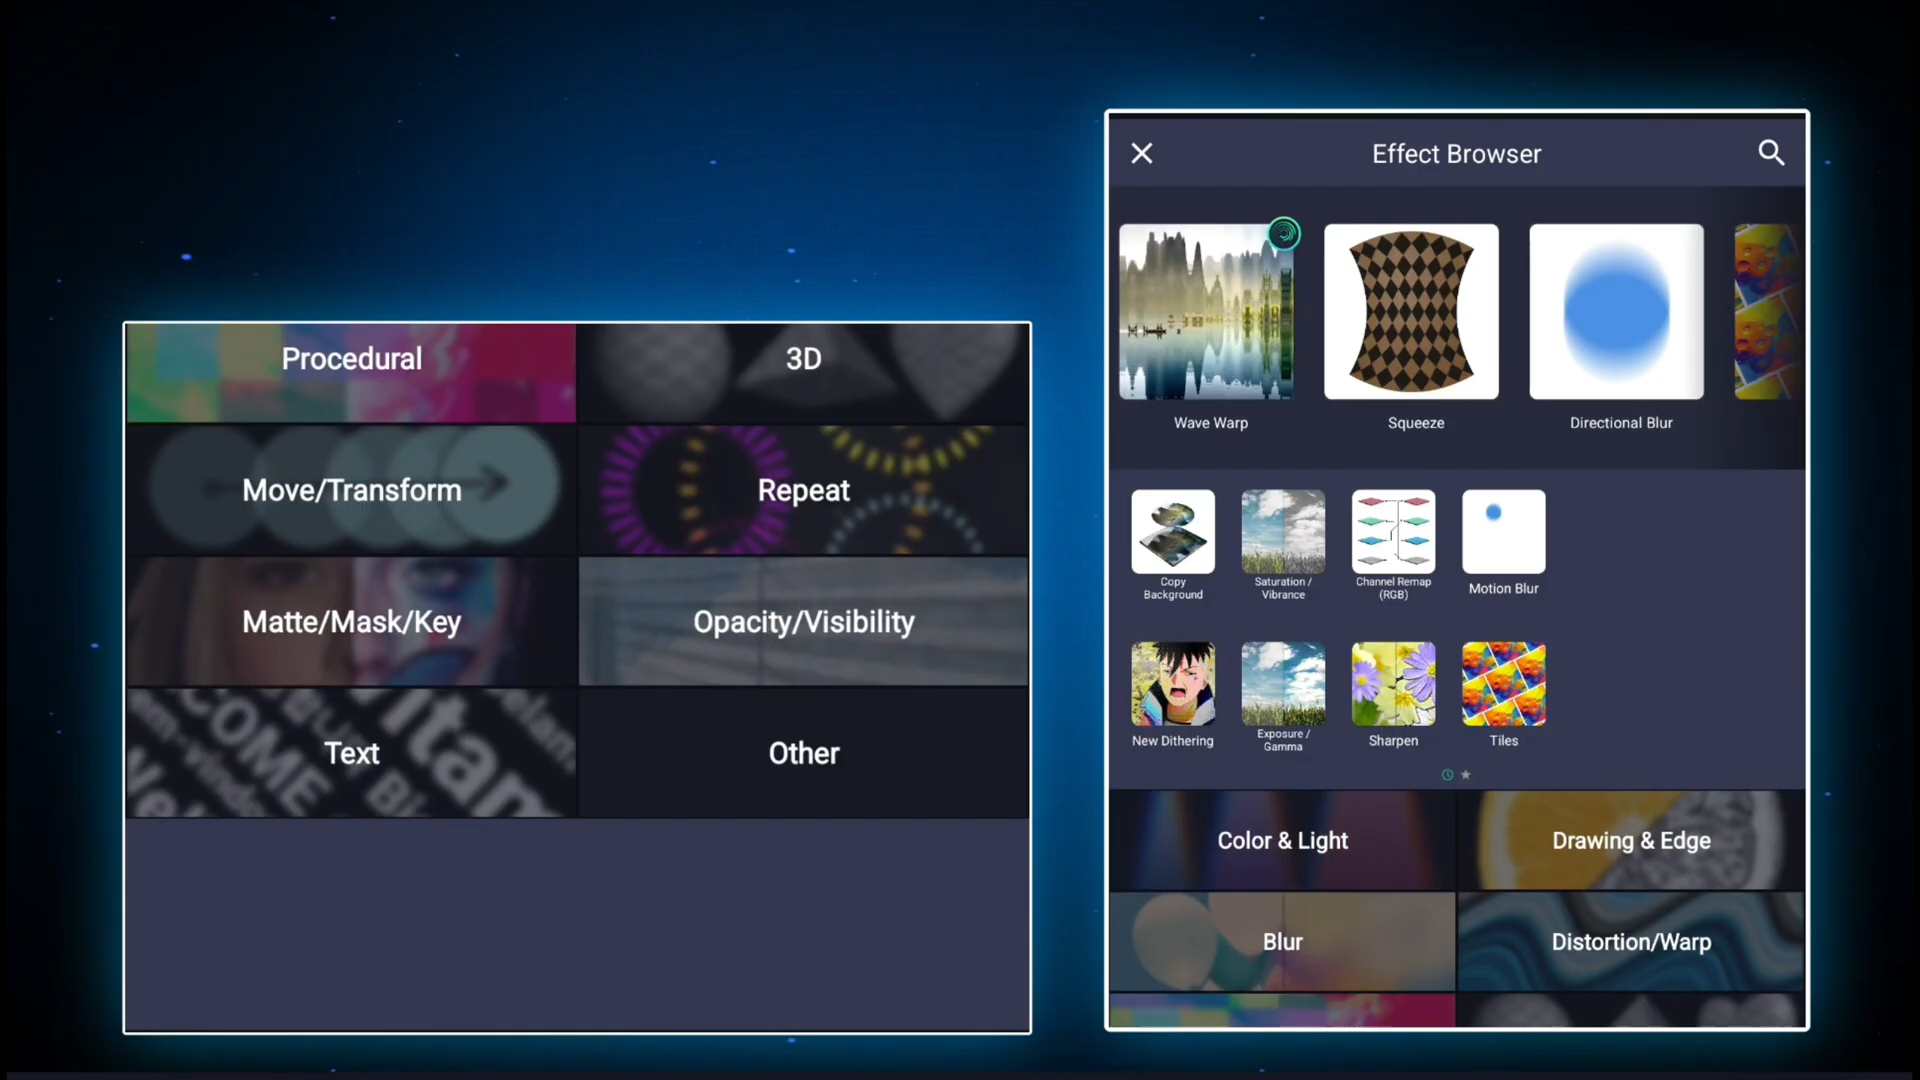 Procedural
3D
Move/Transform
Repeat
Matte/Mask/Key
Opacity/Visibility
Text
Other
Effect Browser
Wave Warp
Squeeze
Directional Blur
Copy
Background
Saturation /
Vibrance
Channel Remap
(RGB)
Motion Blur
New Dithering
Exposure /
Gamma
Sharpen
Tiles
Color & Light
Drawing & Edge
Blur
Distortion/Warp